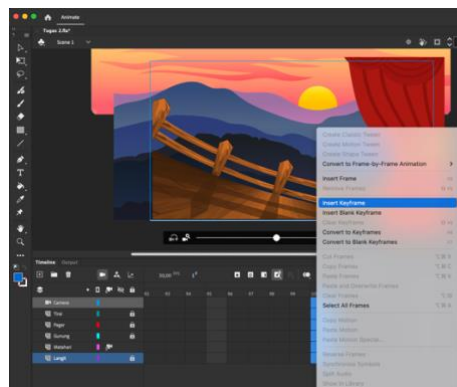 Animate
Tugas 2.fla*
Scene 1
Create Classic Tween
Create Motion Tween
Create Shape Tween
Convert to Frame-by-Frame Animation
Insert Frame
Remove Frames
Insert Keyframe
Insert Blank Keyframe
Clear Keyframe
Convert to Keyframes
Convert to Blank Keyframes
Cut Frames
Copy Frames
Paste Frames
Paste and Overwrite Frames
Clear Frames
Select All Frames
Copy Motion
Paste Motion
Paste Motion Special...
Reverse Frames
Synchronize Symbols
Split Audio
Show in Library
Timeline
Output
30,00 FPS
Camera
Tirai
Pagar
Gunung
Matahari
Langit